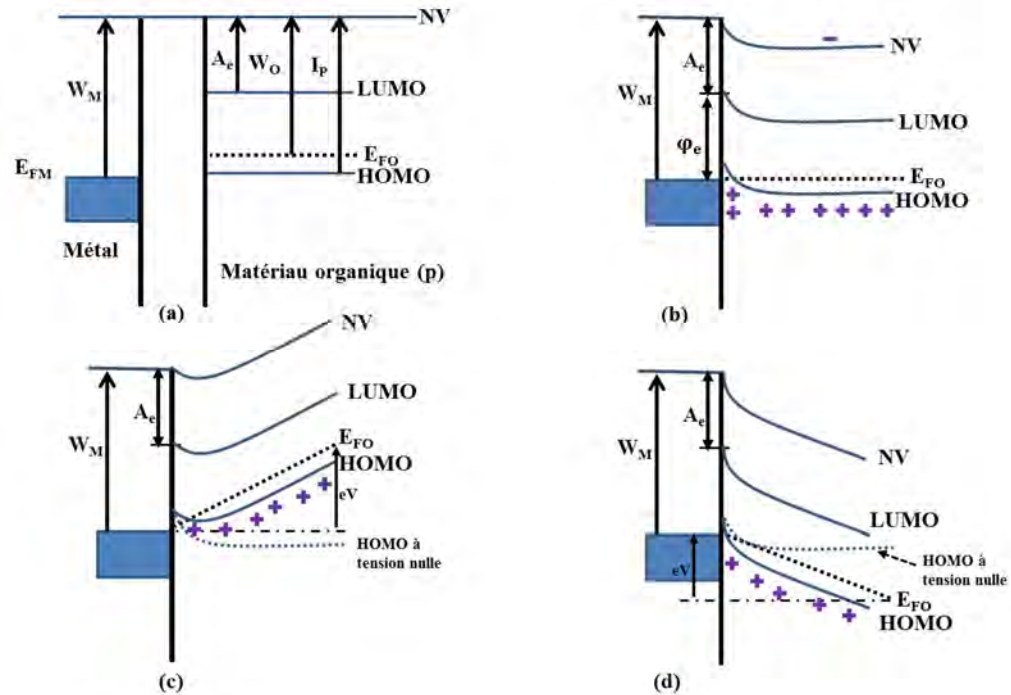 NV
A_e
W_O
I_P
W_M
LUMO
E_FM
E_FO
HOMO
Métal
Matériau organique (p)
(a)
NV
A_e
W_M
LUMO
φ_e
E_FO
HOMO
(b)
NV
LUMO
A_e
W_M
E_FO
HOMO
eV
HOMO à
tension nulle
(c)
A_e
W_M
NV
LUMO
HOMO à
tension nulle
eV
E_FO
HOMO
(d)